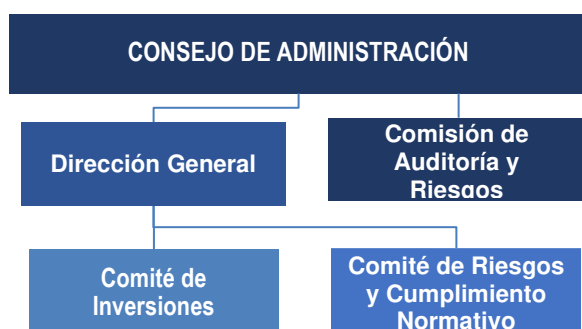 CONSEJO DE ADMINISTRACIÓN
Dirección General
Comisión de
Auditoría y
Riesgos
Comité de
Inversiones
Comité de Riesgos
y Cumplimiento
Normativo